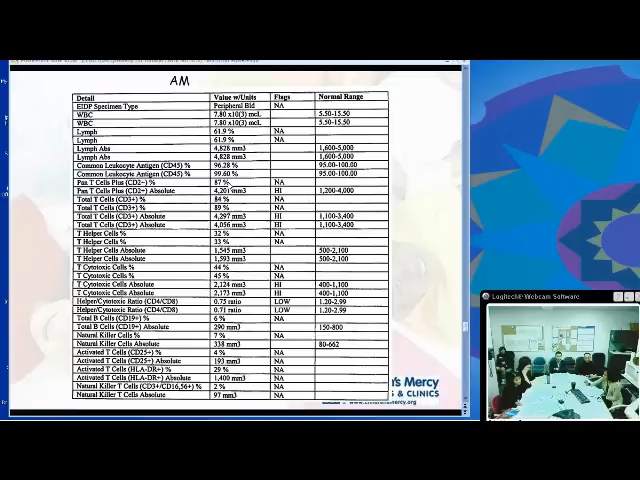 AM
Detail Value w/Units Flags Normal Range
EIDP Specimen Type Peripheral Bld NA
WBC 7.80 x10(3) mcL 5.50-15.50
WBC 7.80 x10(3) mcL 5.50-15.50
Lymph 61.9 % NA
Lymph 61.9 % NA
Lymph Abs 4,828 mm3 1,600-5,000
Lymph Abs 4,828 mm3 1,600-5,000
Common Leukocyte Antigen (CD45) % 96.28 % 95.00-100.00
Common Leukocyte Antigen (CD45) % 99.60 % 95.00-100.00
Pan T Cells Plus (CD2+) % 87 % NA
Pan T Cells Plus (CD2+) Absolute 4,201 mm3 HI 1,200-4,000
Total T Cells (CD3+) % 84 % NA
Total T Cells (CD3+) % 89 % NA
Total T Cells (CD3+) Absolute 4,297 mm3 HI 1,100-3,400
Total T Cells (CD3+) Absolute 4,056 mm3 HI 1,100-3,400
T Helper Cells % 32 % NA
T Helper Cells % 33 % NA
T Helper Cells Absolute 1,545 mm3 500-2,100
T Helper Cells Absolute 1,593 mm3 500-2,100
T Cytotoxic Cells % 44 % NA
T Cytotoxic Cells % 45 % NA
T Cytotoxic Cells Absolute 2,124 mm3 HI 400-1,100
T Cytotoxic Cells Absolute 2,173 mm3 HI 400-1,100
Helper/Cytotoxic Ratio (CD4/CD8) 0.75 ratio LOW 1.20-2.99
Helper/Cytotoxic Ratio (CD4/CD8) 0.71 ratio LOW 1.20-2.99
Total B Cells (CD19+) % 6 % NA
Total B Cells (CD19+) Absolute 290 mm3 150-800
Natural Killer Cells % 7 % NA
Natural Killer Cells Absolute 338 mm3 80-662
Activated T Cells (CD25+) % 4 % NA
Activated T Cells (CD25+) Absolute 193 mm3 NA
Activated T Cells (HLA-DR+) % 29 % NA
Activated T Cells (HLA-DR+) Absolute 1,400 mm3 NA
Natural Killer T Cells (CD3+/CD16,56+) % 2 % NA
Natural Killer T Cells Absolute 97 mm3 NA
n's Mercy
S & CLINICS
Logitech® Webcam Software